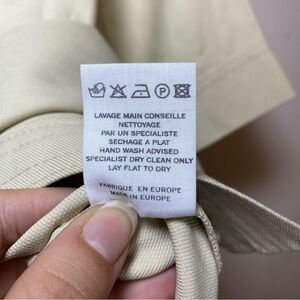 P
LAVAGE MAIN CONSEILLE
NETTOYAGE
PAR UN SPECIALISTE
SECHAGE A PLAT
HAND WASH ADVISED
SPECIALIST DRY CLEAN ONLY
LAY FLAT TO DRY
FABRIQUE EN EUROPE
MADE IN EUROPE